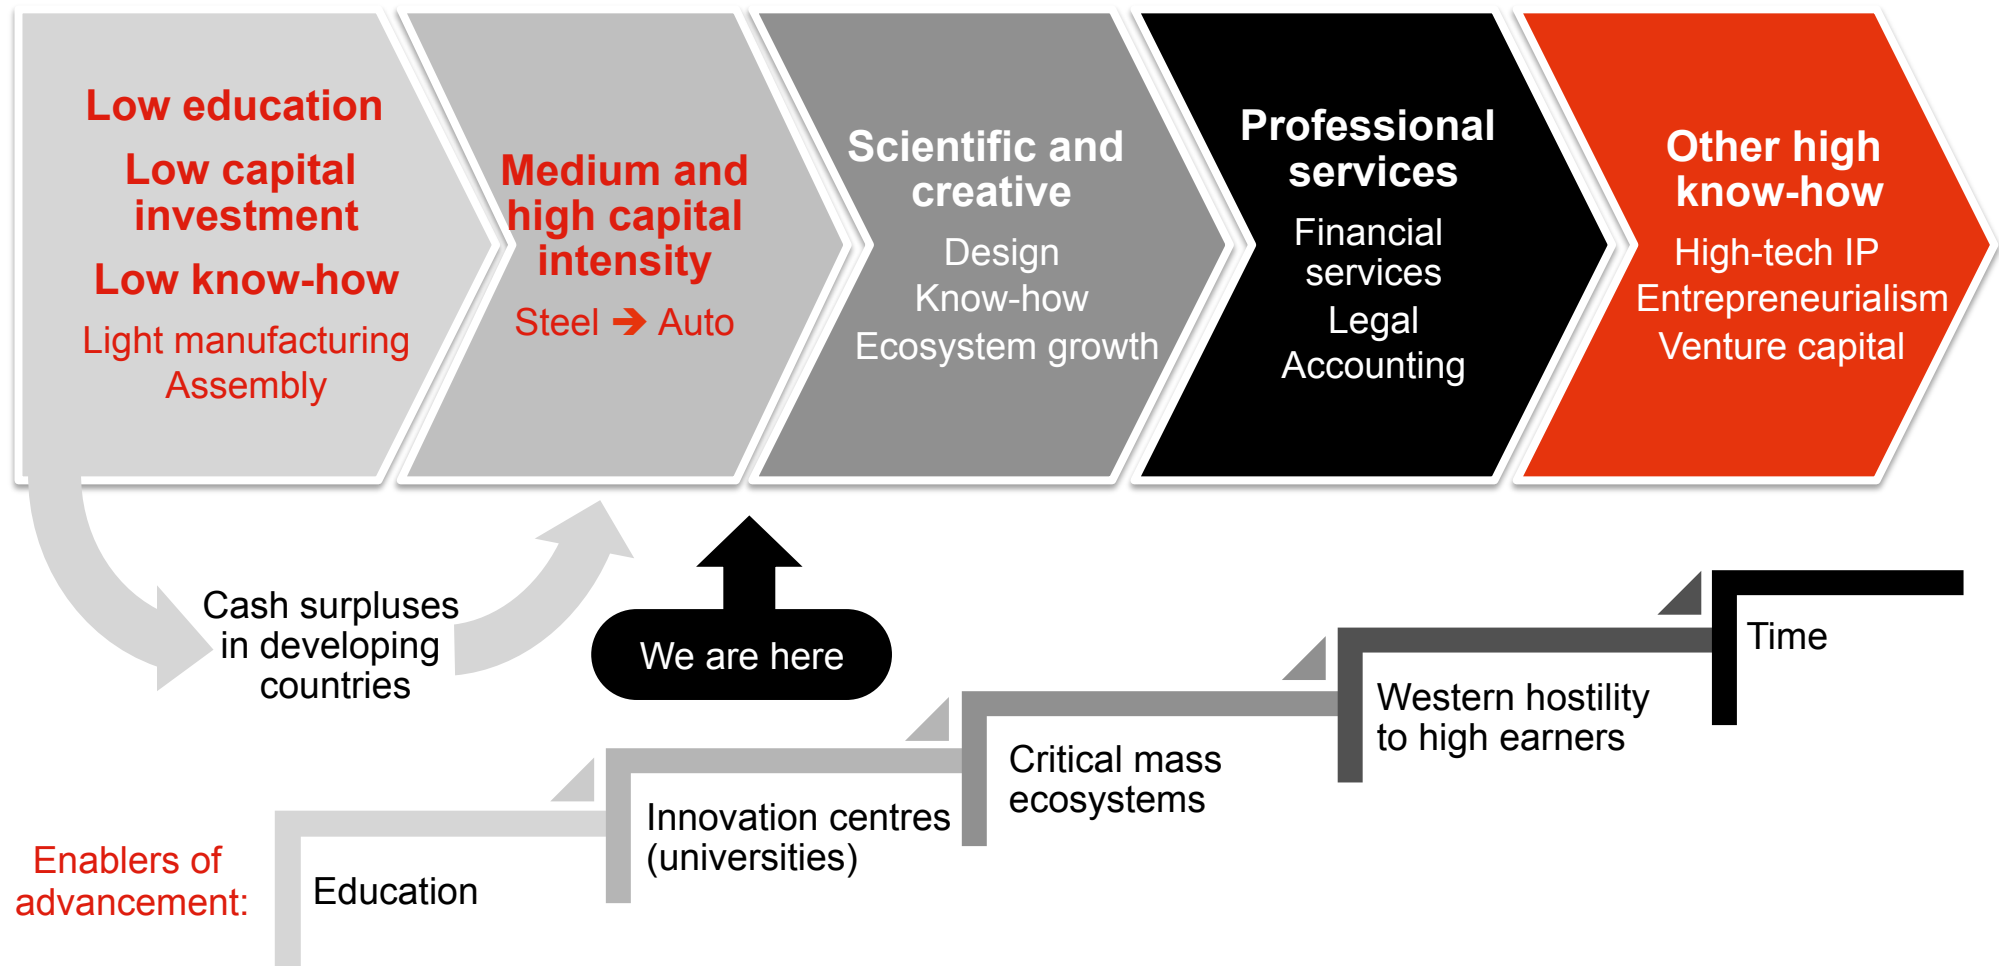 Low education
Low capital
investment
Low know-how
Light manufacturing
Assembly
Medium and
high capital
intensity
Steel ➔ Auto
Scientific and
creative
Design
Know-how
Ecosystem growth
Professional
services
Financial
services
Legal
Accounting
Other high
know-how
High-tech IP
Entrepreneurialism
Venture capital
Cash surpluses
in developing
countries
We are here
Enablers of
advancement:
Education
Innovation centres
(universities)
Critical mass
ecosystems
Western hostility
to high earners
Time